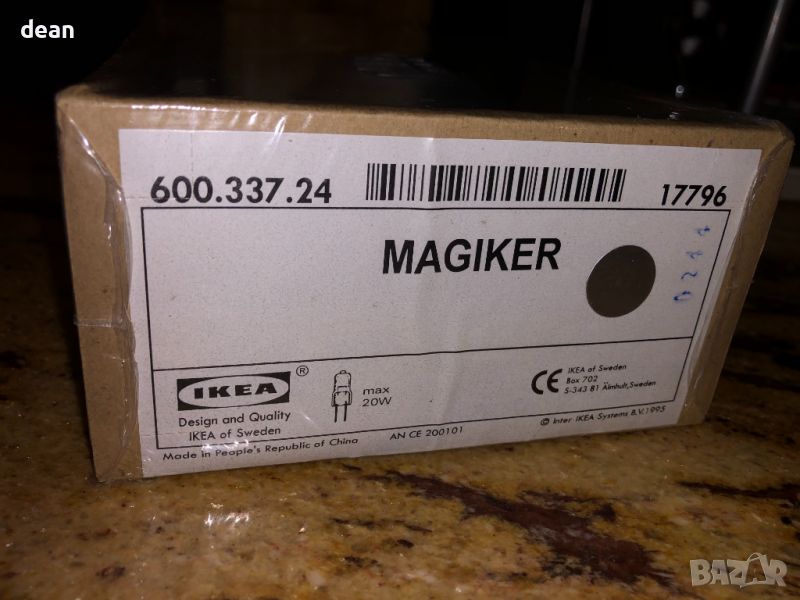 dean
600.337.24
17796
MAGIKER
IKEA ®
Design and Quality
IKEA of Sweden
max
20W
CE
IKEA of Sweden
Box 702
S-343 81 Älmhult,Sweden
Made in People's Republic of China
AN CE 200101
© Inter IKEA Systems B.V.1995
BAZAR